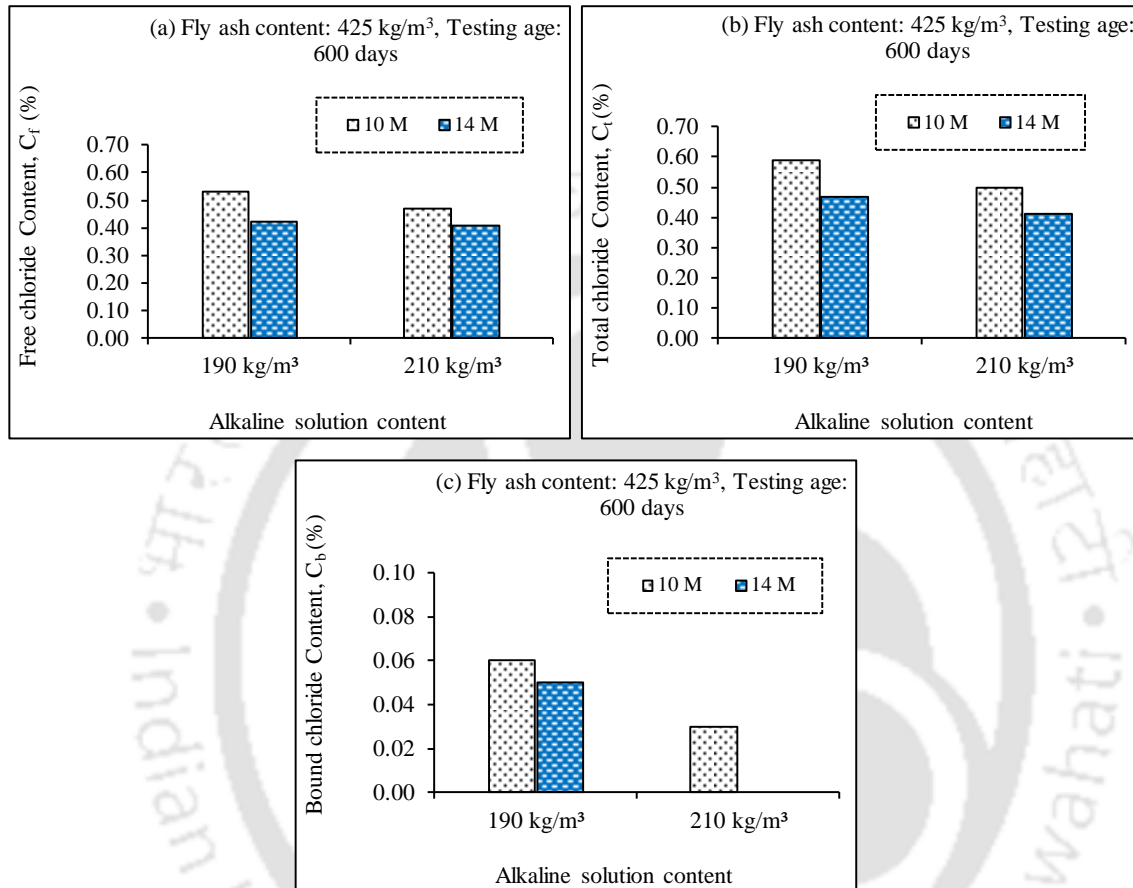 (a) Fly ash content: 425 kg/m³, Testing age:
600 days
Free chloride Content, C_f (%)
10 M 14 M
0.70
0.60
0.50
0.40
0.30
0.20
0.10
0.00
190 kg/m³ 210 kg/m³
Alkaline solution content
(b) Fly ash content: 425 kg/m³, Testing age:
600 days
Total chloride Content, C_t (%)
10 M 14 M
0.70
0.60
0.50
0.40
0.30
0.20
0.10
0.00
190 kg/m³ 210 kg/m³
Alkaline solution content
(c) Fly ash content: 425 kg/m³, Testing age:
600 days
Bound chloride Content, C_b (%)
10 M 14 M
0.10
0.08
0.06
0.04
0.02
0.00
190 kg/m³ 210 kg/m³
Alkaline solution content
Indian